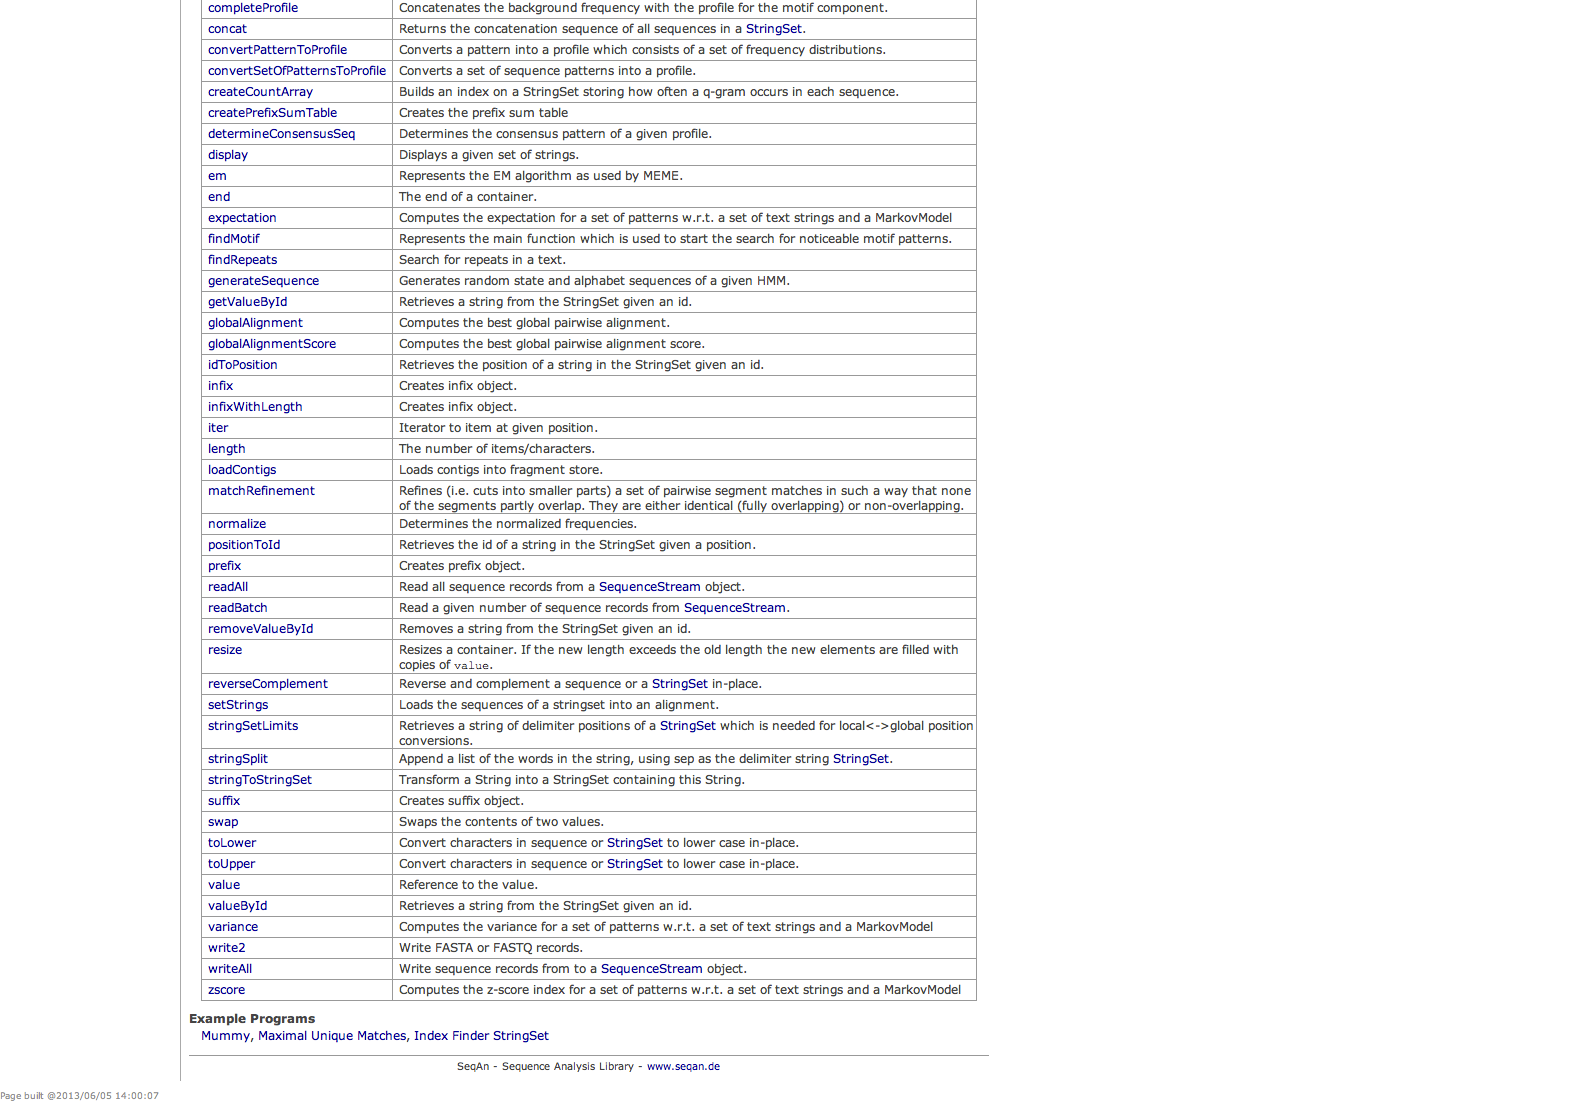 completeProfile Concatenates the background frequency with the profile for the motif component.
concat Returns the concatenation sequence of all sequences in a StringSet.
convertPatternToProfile Converts a pattern into a profile which consists of a set of frequency distributions.
convertSetOfPatternsToProfile Converts a set of sequence patterns into a profile.
createCountArray Builds an index on a StringSet storing how often a q-gram occurs in each sequence.
createPrefixSumTable Creates the prefix sum table
determineConsensusSeq Determines the consensus pattern of a given profile.
display Displays a given set of strings.
em Represents the EM algorithm as used by MEME.
end The end of a container.
expectation Computes the expectation for a set of patterns w.r.t. a set of text strings and a MarkovModel
findMotif Represents the main function which is used to start the search for noticeable motif patterns.
findRepeats Search for repeats in a text.
generateSequence Generates random state and alphabet sequences of a given HMM.
getValueById Retrieves a string from the StringSet given an id.
globalAlignment Computes the best global pairwise alignment.
globalAlignmentScore Computes the best global pairwise alignment score.
idToPosition Retrieves the position of a string in the StringSet given an id.
infix Creates infix object.
infixWithLength Creates infix object.
iter Iterator to item at given position.
length The number of items/characters.
loadContigs Loads contigs into fragment store.
matchRefinement Refines (i.e. cuts into smaller parts) a set of pairwise segment matches in such a way that none
of the segments partly overlap. They are either identical (fully overlapping) or non-overlapping.
normalize Determines the normalized frequencies.
positionToId Retrieves the id of a string in the StringSet given a position.
prefix Creates prefix object.
readAll Read all sequence records from a SequenceStream object.
readBatch Read a given number of sequence records from SequenceStream.
removeValueById Removes a string from the StringSet given an id.
resize Resizes a container. If the new length exceeds the old length the new elements are filled with
copies of value.
reverseComplement Reverse and complement a sequence or a StringSet in-place.
setStrings Loads the sequences of a stringset into an alignment.
stringSetLimits Retrieves a string of delimiter positions of a StringSet which is needed for local<->global position
conversions.
stringSplit Append a list of the words in the string, using sep as the delimiter string StringSet.
stringToStringSet Transform a String into a StringSet containing this String.
suffix Creates suffix object.
swap Swaps the contents of two values.
toLower Convert characters in sequence or StringSet to lower case in-place.
toUpper Convert characters in sequence or StringSet to lower case in-place.
value Reference to the value.
valueById Retrieves a string from the StringSet given an id.
variance Computes the variance for a set of patterns w.r.t. a set of text strings and a MarkovModel
write2 Write FASTA or FASTQ records.
writeAll Write sequence records from to a SequenceStream object.
zscore Computes the z-score index for a set of patterns w.r.t. a set of text strings and a MarkovModel
Example Programs
Mummy, Maximal Unique Matches, Index Finder StringSet
SeqAn - Sequence Analysis Library - www.seqan.de
Page built @2013/06/05 14:00:07